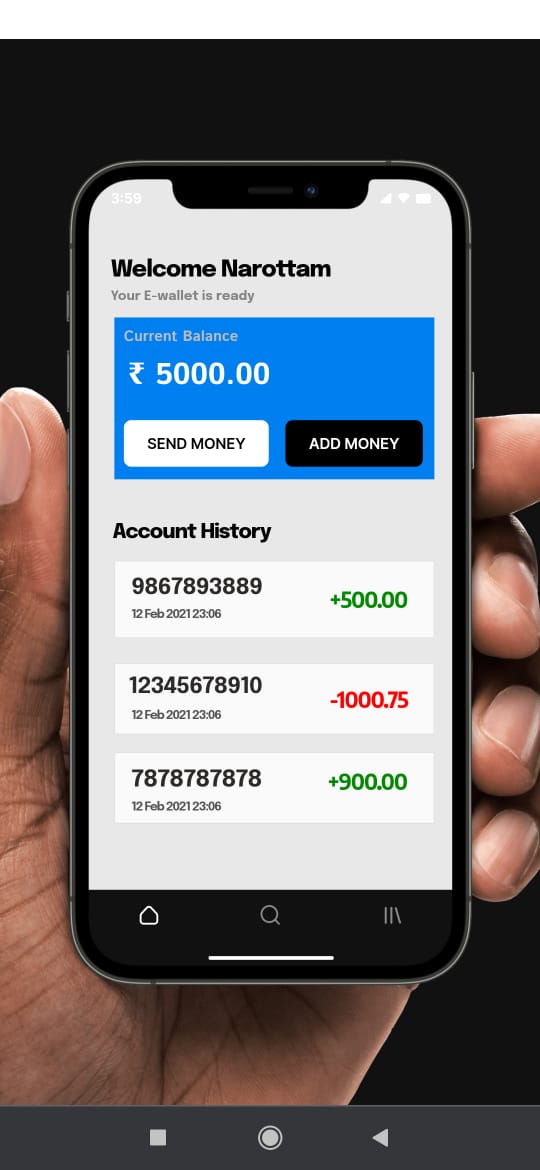 3:59
Welcome Narottam
Your E-wallet is ready
Current Balance
₹ 5000.00
SEND MONEY
ADD MONEY
Account History
9867893889
+500.00
12 Feb 2021 23:06
12345678910
-1000.75
12 Feb 2021 23:06
7878787878
+900.00
12 Feb 2021 23:06